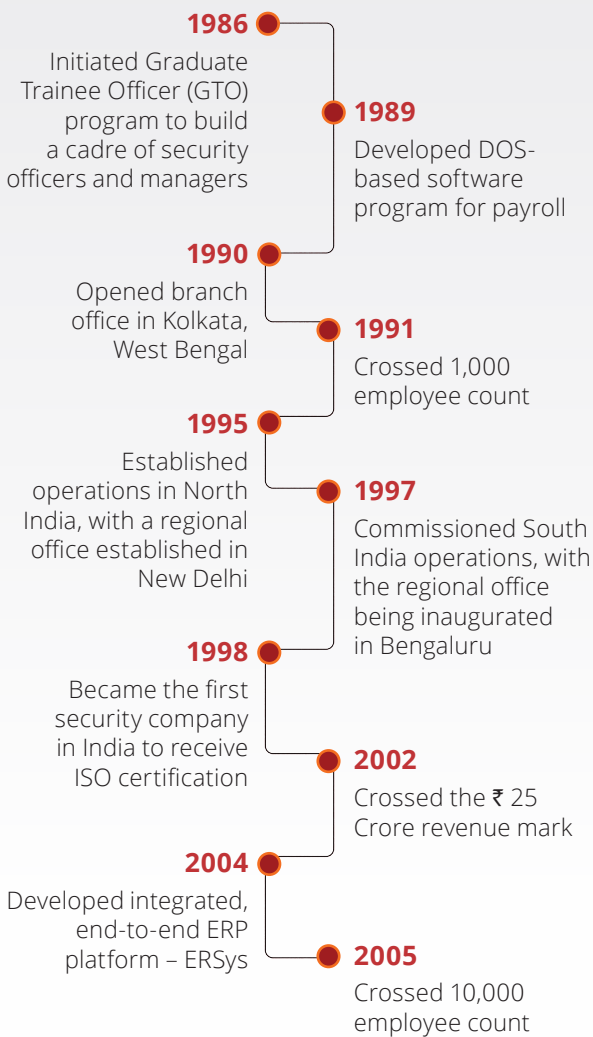 1986
Initiated Graduate
Trainee Officer (GTO)
program to build
a cadre of security
officers and managers
1989
Developed DOS-
based software
program for payroll
1990
Opened branch
office in Kolkata,
West Bengal
1991
Crossed 1,000
employee count
1995
Established
operations in North
India, with a regional
office established in
New Delhi
1997
Commissioned South
India operations, with
the regional office
being inaugurated
in Bengaluru
1998
Became the first
security company
in India to receive
ISO certification
2002
Crossed the ₹ 25
Crore revenue mark
2004
Developed integrated,
end-to-end ERP
platform – ERSys
2005
Crossed 10,000
employee count